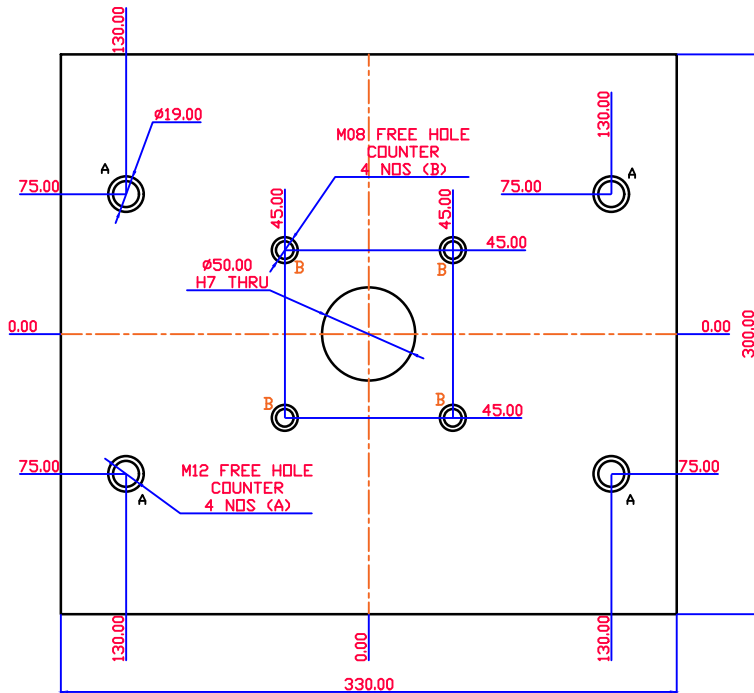 130.00
ø19.00
130.00
M08 FREE HOLE
COUNTER
4 NOS (B)
A
A
75.00
75.00
45.00
45.00
45.00
B
B
ø50.00
H7 THRU
0.00
0.00
300.00
B
B
45.00
75.00
M12 FREE HOLE
COUNTER
4 NOS (A)
75.00
A
A
130.00
0.00
130.00
330.00